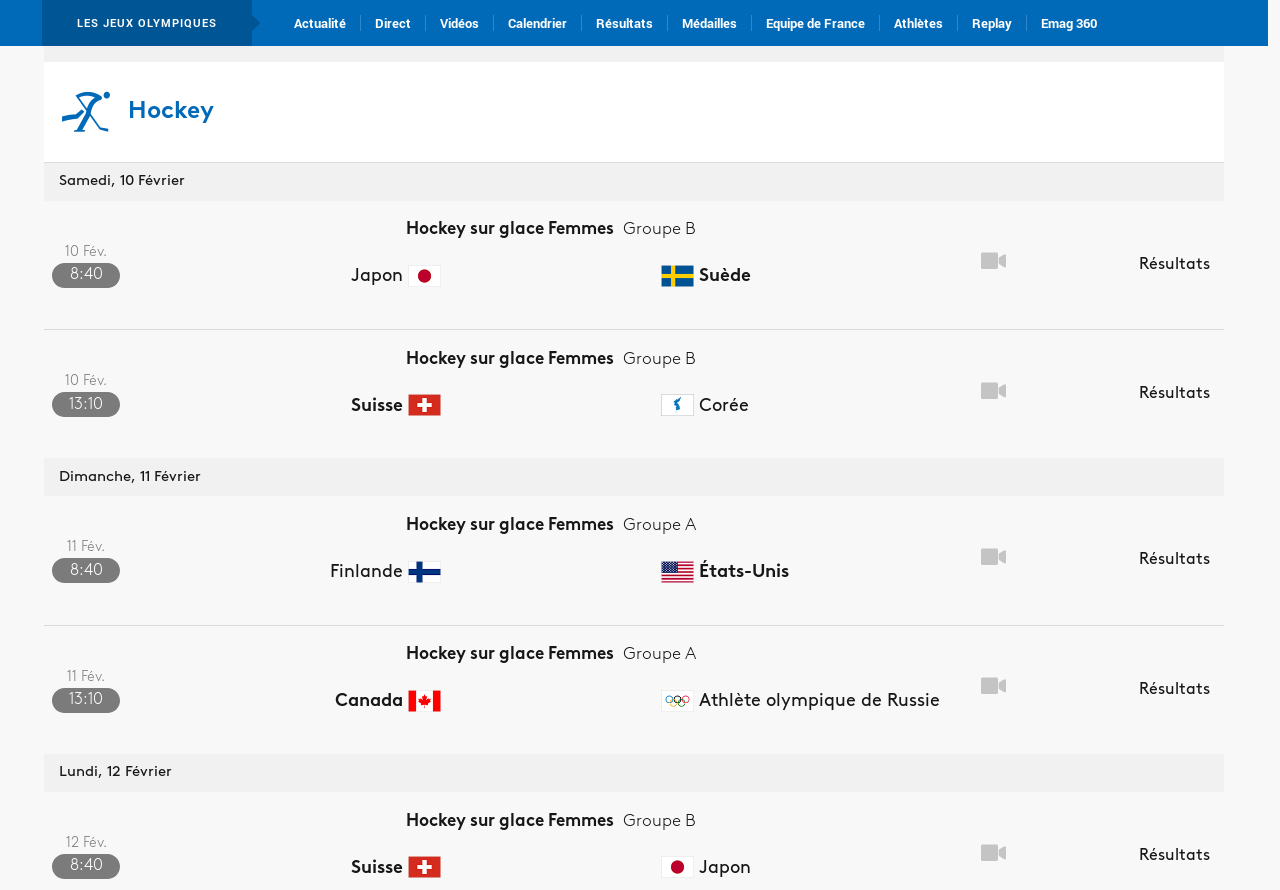 LES JEUX OLYMPIQUES Actualité Direct Vidéos Calendrier Résultats Médailles Equipe de France Athlètes Replay Emag 360
Hockey
Samedi, 10 Février
Hockey sur glace Femmes Groupe B
10 Fév.
8:40
Japon Suède
Résultats
Hockey sur glace Femmes Groupe B
10 Fév.
13:10
Suisse Corée
Résultats
Dimanche, 11 Février
Hockey sur glace Femmes Groupe A
11 Fév.
8:40
Finlande États-Unis
Résultats
Hockey sur glace Femmes Groupe A
11 Fév.
13:10
Canada Athlète olympique de Russie
Résultats
Lundi, 12 Février
Hockey sur glace Femmes Groupe B
12 Fév.
8:40
Suisse Japon
Résultats